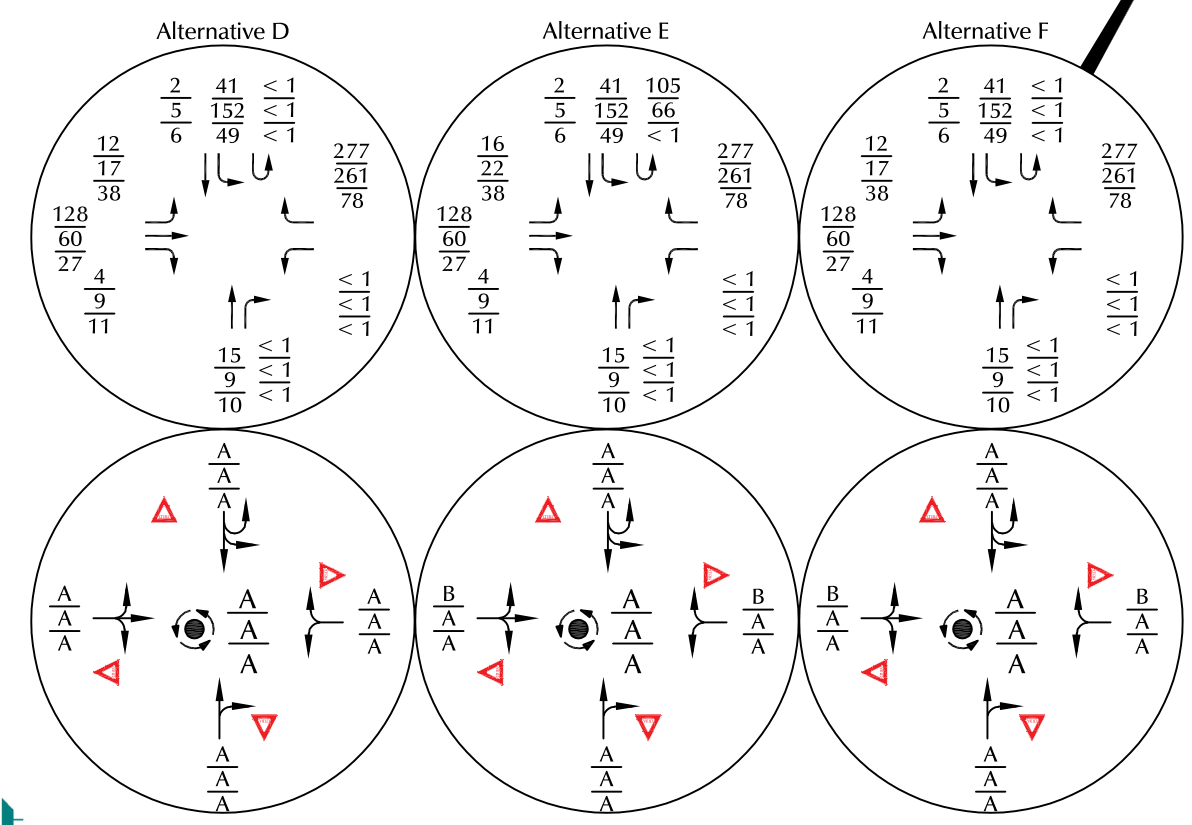 Alternative D Alternative E Alternative F
2 41 < 1 2 41 105 2 41 < 1
5 152 < 1 5 152 66 5 152 < 1
6 49 < 1 6 49 < 1 6 49 < 1
12 277 16 277 12 277
17 261 22 261 17 261
38 78 38 78 38 78
128 128 128
60 60 60
27 27 27
4 < 1 4 < 1 4 < 1
9 < 1 9 < 1 9 < 1
11 < 1 11 < 1 11 < 1
15 < 1 15 < 1 15 < 1
9 < 1 9 < 1 9 < 1
10 < 1 10 < 1 10 < 1
A A A
A A A
A A A
A A A B A B B A B
A A A A A A A A A
A A A A A A A A A
A A A
A A A
A A A